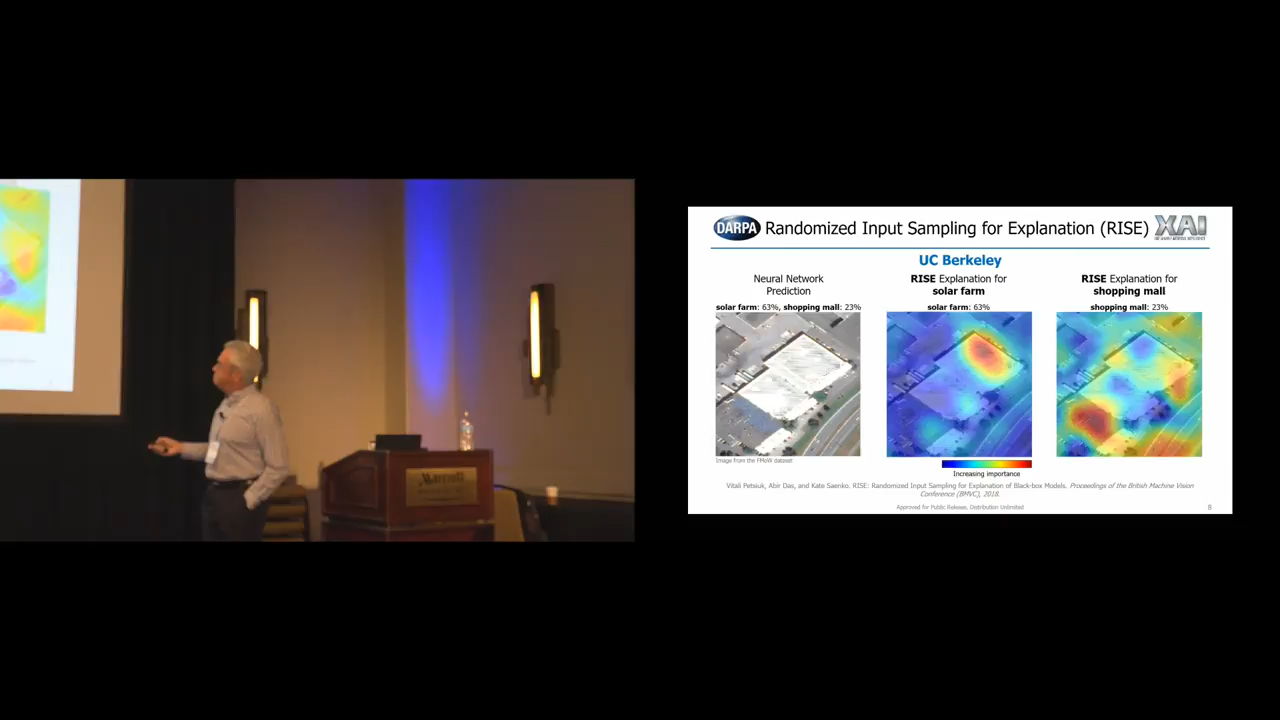 MARRIOTT
DARPA
Randomized Input Sampling for Explanation (RISE)
XAI
UC Berkeley
Neural Network
Prediction
solar farm: 63%, shopping mall: 23%
Image from the FMoW dataset
RISE Explanation for
solar farm
solar farm: 63%
Increasing importance
RISE Explanation for
shopping mall
shopping mall: 23%
Vitali Petsiuk, Abir Das, and Kate Saenko. RISE: Randomized Input Sampling for Explanation of Black-box Models. Proceedings of the British Machine Vision
Conference (BMVC), 2018.
Approved for Public Release, Distribution Unlimited
8